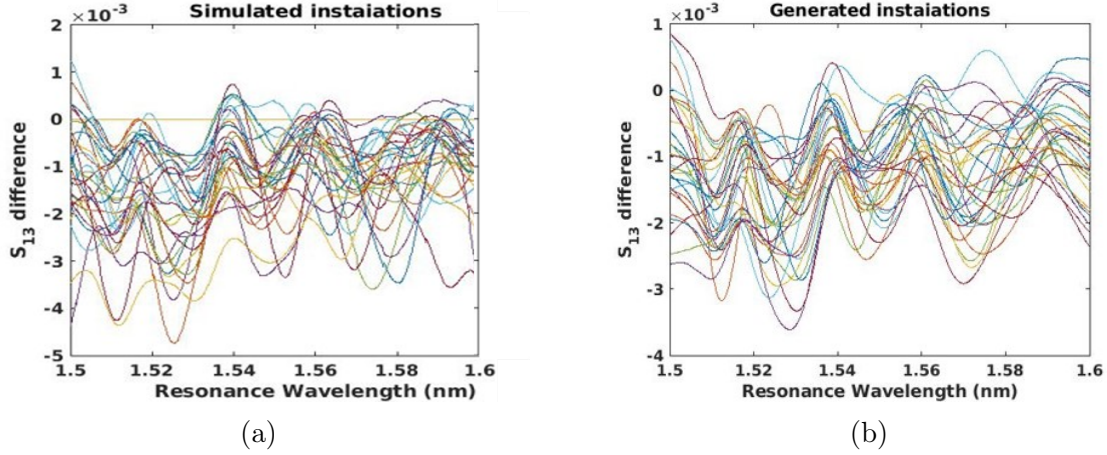 Simulated instaiations
×10⁻³
2
1
0
-1
-2
-3
-4
-5
S₁₃ difference
1.5 1.52 1.54 1.56 1.58 1.6
Resonance Wavelength (nm)
(a)
Generated instaiations
×10⁻³
1
0
-1
-2
-3
-4
S₁₃ difference
1.5 1.52 1.54 1.56 1.58 1.6
Resonance Wavelength (nm)
(b)